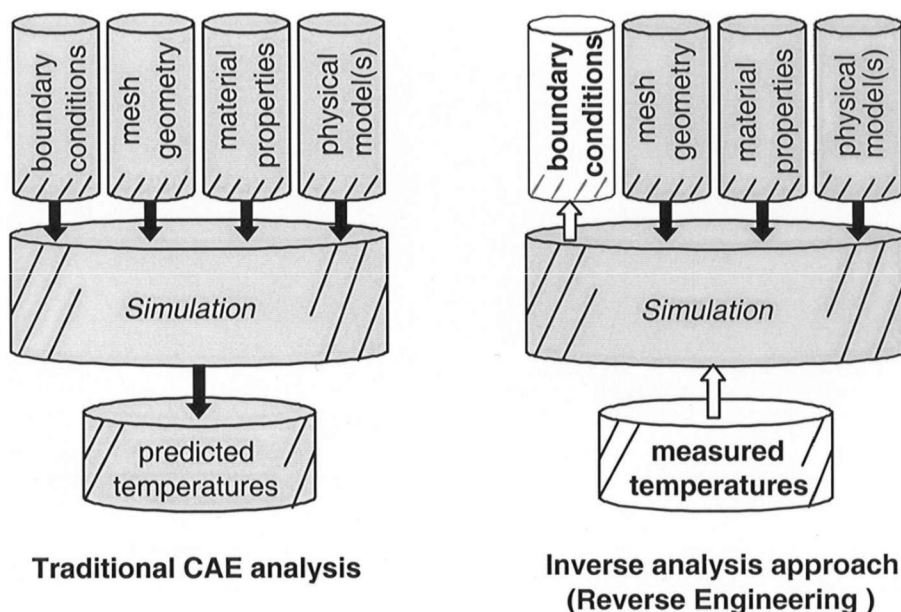 boundary
conditions
mesh
geometry
material
properties
physical
model(s)
Simulation
predicted
temperatures
Traditional CAE analysis
boundary
conditions
mesh
geometry
material
properties
physical
model(s)
Simulation
measured
temperatures
Inverse analysis approach
(Reverse Engineering )